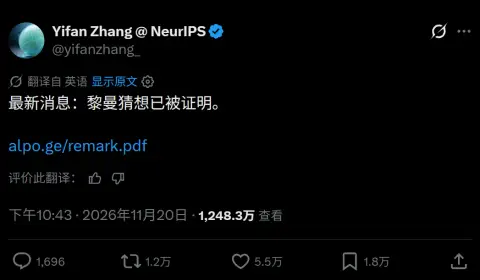 Yifan Zhang @ NeurIPS
@yifanzhang_
翻译自 英语 显示原文
最新消息：黎曼猜想已被证明。
alpo.ge/remark.pdf
评价此翻译：
下午10:43 · 2026年11月20日 · 1,248.3万 查看
1,696 1.2万 5.5万 1.8万